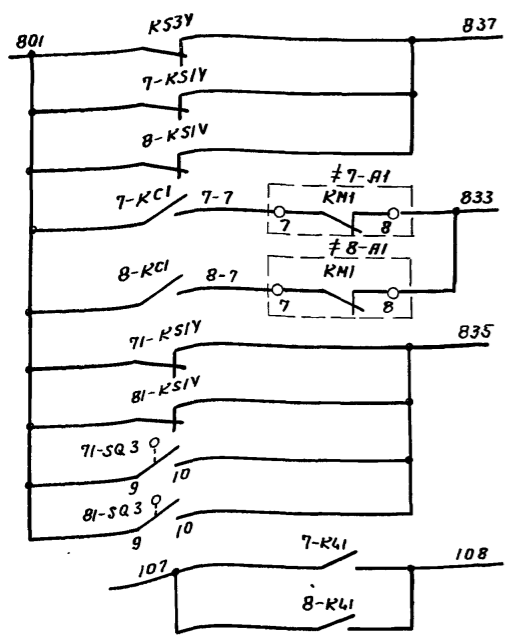 801
KS3Y
837
7-KS1Y
8-KS1V
7-KC1
7-7
≠7-A1
KM1
7
8
833
8-KC1
8-7
≠8-A1
KM1
7
8
71-KS1Y
835
81-KS1V
71-SQ3
9
10
81-SQ3
9
10
107
7-K41
108
8-K41